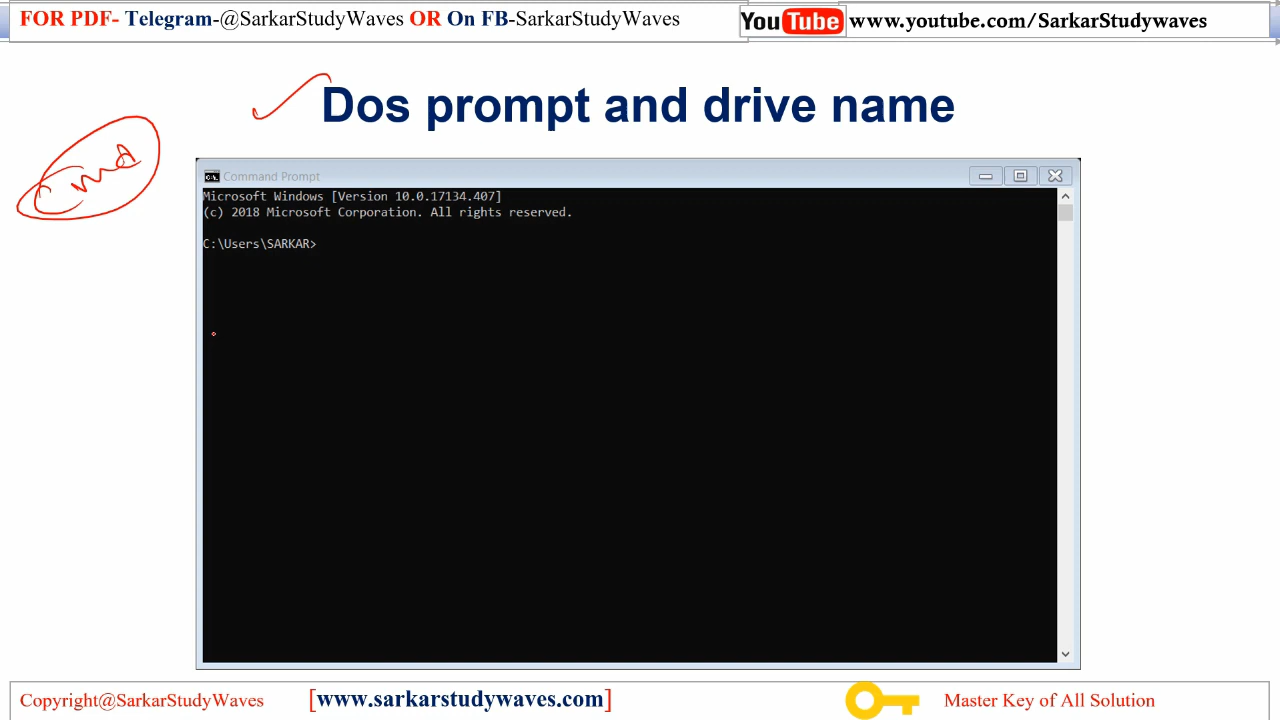 FOR PDF- Telegram-@SarkarStudyWaves OR On FB-SarkarStudyWaves
YouTube www.youtube.com/SarkarStudywaves
Dos prompt and drive name
Cmd
C:\. Command Prompt
Microsoft Windows [Version 10.0.17134.407]
(c) 2018 Microsoft Corporation. All rights reserved.
C:\Users\SARKAR>
Copyright@SarkarStudyWaves [www.sarkarstudywaves.com] Master Key of All Solution